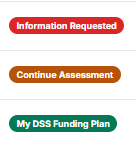 Information Requested
Continue Assessment
My DSS Funding Plan